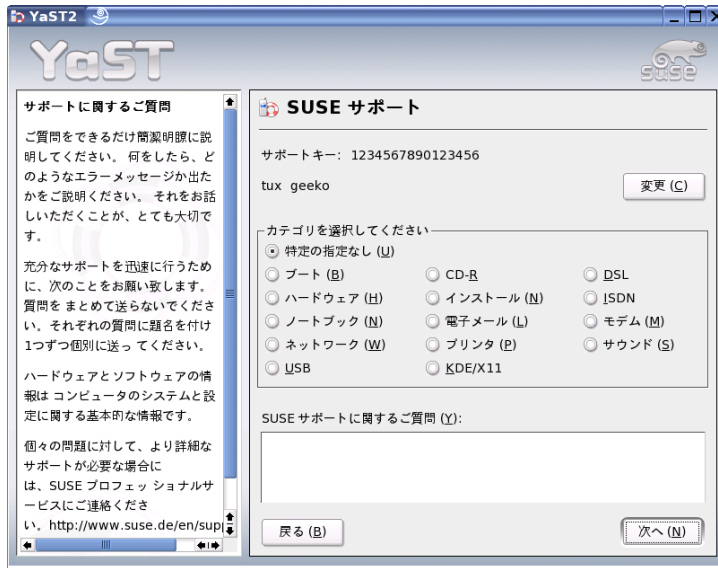 YaST2
YaST
SUSE
サポートに関するご質問
ご質問をできるだけ簡潔明瞭に説
明してください。 何をしたら、ど
のようなエラーメッセージか出た
かをご説明ください。 それをお話
しいただくことが、とても大切で
す。
充分なサポートを迅速に行うため
に、次のことをお願い致します。
質問を まとめて送らないでくださ
い。それぞれの質問に題名を付け
1つずつ個別に送っ てください。
ハードウェアとソフトウェアの情
報は コンピュータのシステムと設
定に関する基本的な情報です。
個々の問題に対して、より詳細な
サポートが必要な場合に
は、SUSE プロフェッ ショナルサ
ービスにご連絡くださ
い。http://www.suse.de/en/supp
SUSE サポート
サポートキー: 1234567890123456
tux geeko
変更 (C)
カテゴリを選択してください
特定の指定なし (U)
ブート (B) CD-R DSL
ハードウェア (H) インストール (N) ISDN
ノートブック (N) 電子メール (L) モデム (M)
ネットワーク (W) プリンタ (P) サウンド (S)
USB KDE/X11
SUSE サポートに関するご質問 (Y):
戻る (B)
次へ (N)